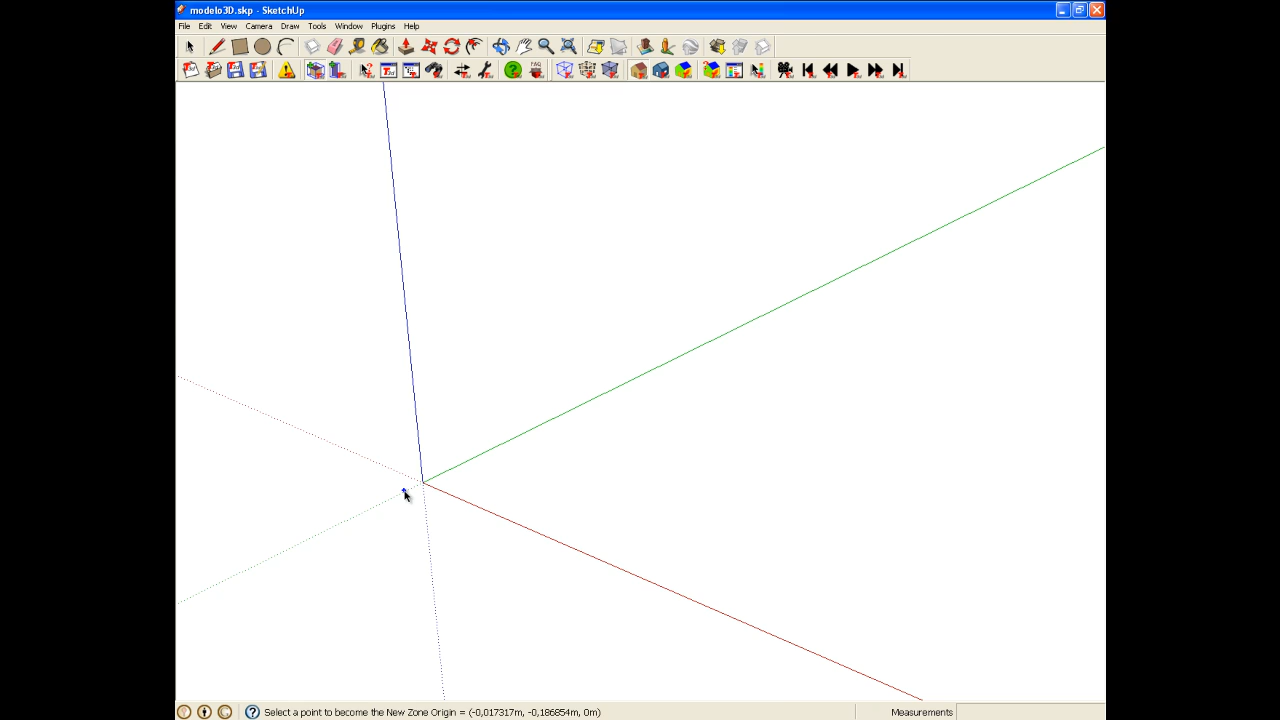 modelo3D.skp - SketchUp
File Edit View Camera Draw Tools Window Plugins Help
Select a point to become the New Zone Origin = (-0,017317m, -0,186854m, 0m) Measurements